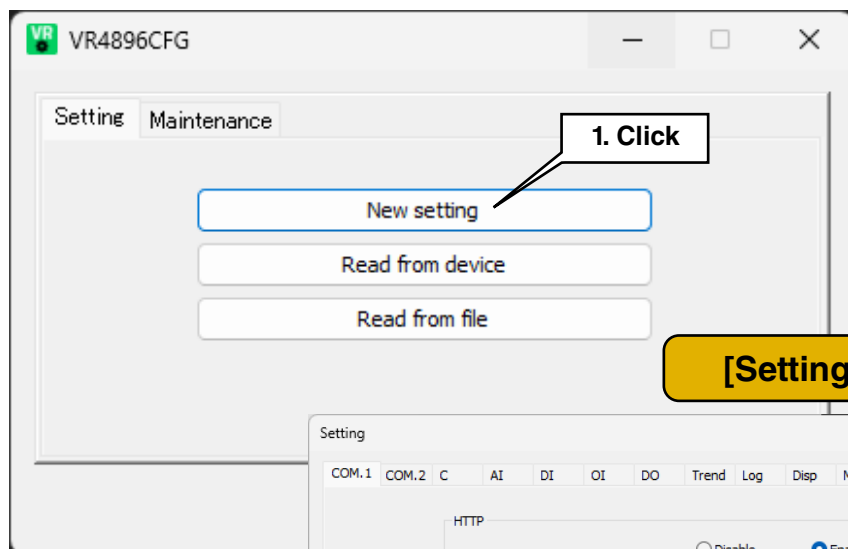 VR
VR4896CFG
Setting Maintenance
1. Click
New setting
Read from device
Read from file
[Setting
Setting
COM.1 COM.2 C AI DI OI DO Trend Log Disp
HTTP